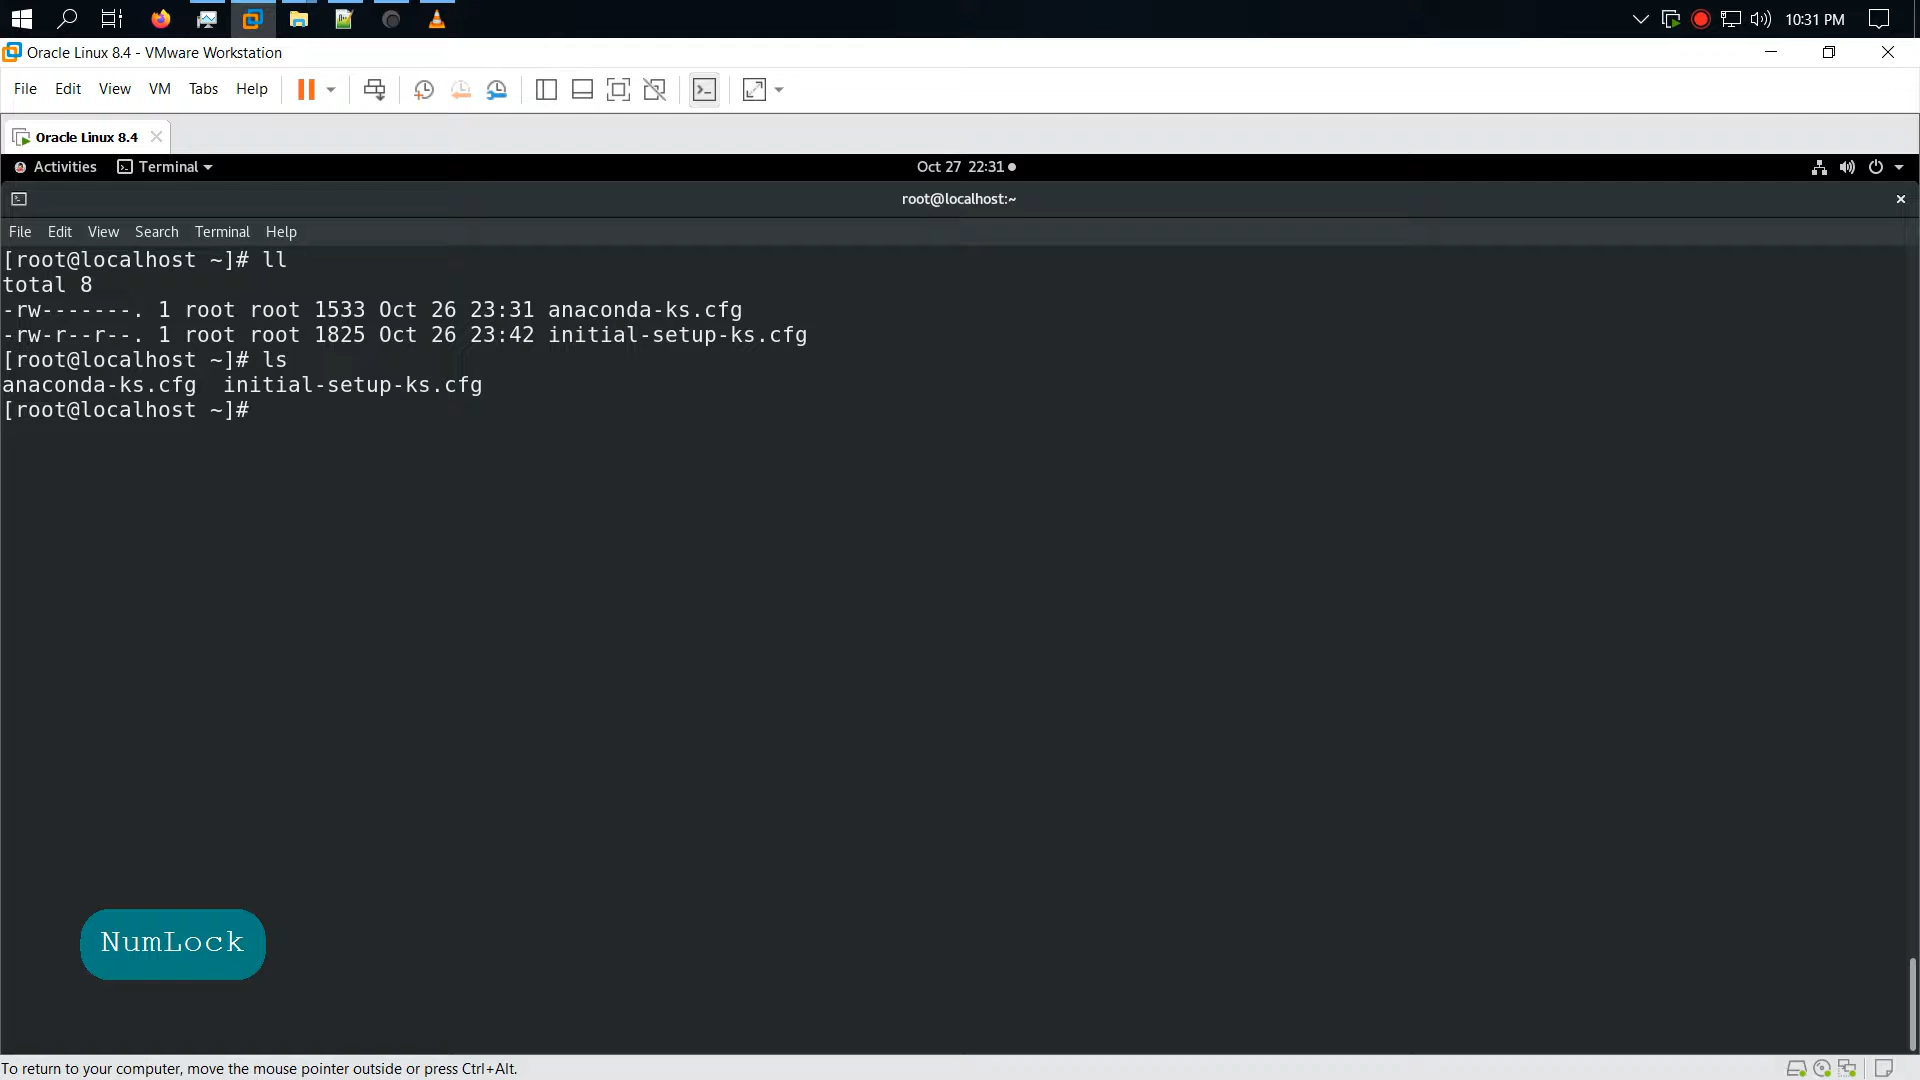 10:31 PM
Oracle Linux 8.4 - VMware Workstation
File Edit View VM Tabs Help
Oracle Linux 8.4
Activities Terminal Oct 27 22:31
root@localhost:~
File Edit View Search Terminal Help
[root@localhost ~]# ll
total 8
-rw-------. 1 root root 1533 Oct 26 23:31 anaconda-ks.cfg
-rw-r--r--. 1 root root 1825 Oct 26 23:42 initial-setup-ks.cfg
[root@localhost ~]# ls
anaconda-ks.cfg  initial-setup-ks.cfg
[root@localhost ~]#
NumLock
To return to your computer, move the mouse pointer outside or press Ctrl+Alt.